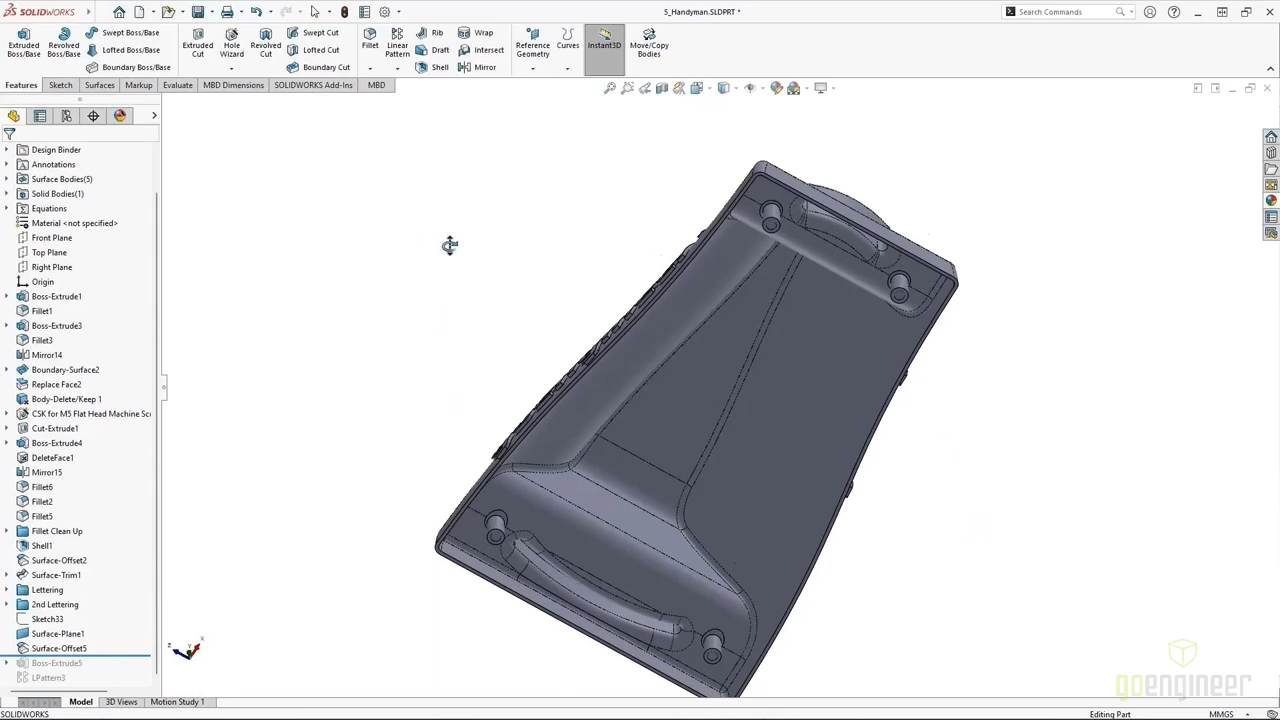 SOLIDWORKS
5_Handyman.SLDPRT *
Search Commands
Extruded Boss/Base
Revolved Boss/Base
Swept Boss/Base
Lofted Boss/Base
Boundary Boss/Base
Extruded Cut
Hole Wizard
Revolved Cut
Swept Cut
Lofted Cut
Boundary Cut
Fillet
Linear Pattern
Rib
Draft
Shell
Wrap
Intersect
Mirror
Reference Geometry
Curves
Instant3D
Move/Copy Bodies
Features
Sketch
Surfaces
Markup
Evaluate
MBD Dimensions
SOLIDWORKS Add-Ins
MBD
Design Binder
Annotations
Surface Bodies(5)
Solid Bodies(1)
Equations
Material <not specified>
Front Plane
Top Plane
Right Plane
Origin
Boss-Extrude1
Fillet1
Boss-Extrude3
Fillet3
Mirror14
Boundary-Surface2
Replace Face2
Body-Delete/Keep 1
CSK for M5 Flat Head Machine Sc
Cut-Extrude1
Boss-Extrude4
DeleteFace1
Mirror15
Fillet6
Fillet2
Fillet5
Fillet Clean Up
Shell1
Surface-Offset2
Surface-Trim1
Lettering
2nd Lettering
Sketch33
Surface-Plane1
Surface-Offset5
Boss-Extrude5
LPattern3
Z
Y
X
goengineer
Model
3D Views
Motion Study 1
SOLIDWORKS
Editing Part
MMGS